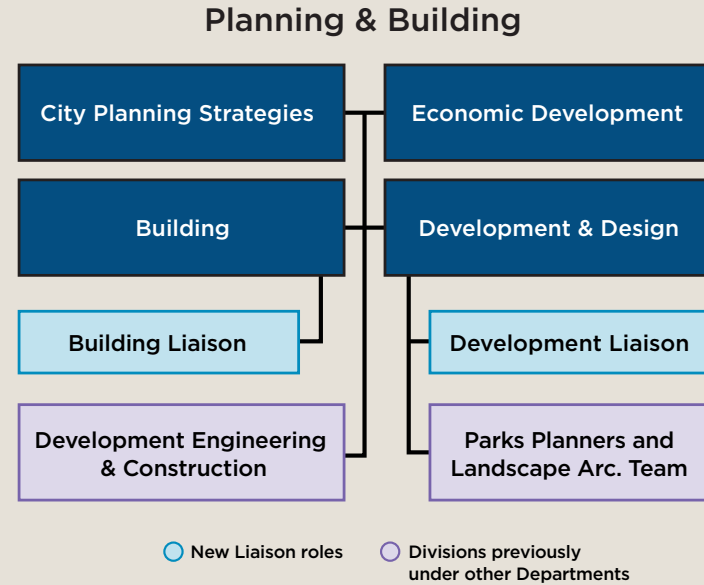 Planning & Building
City Planning Strategies
Economic Development
Building
Development & Design
Building Liaison
Development Liaison
Development Engineering
& Construction
Parks Planners and
Landscape Arc. Team
New Liaison roles
Divisions previously
under other Departments